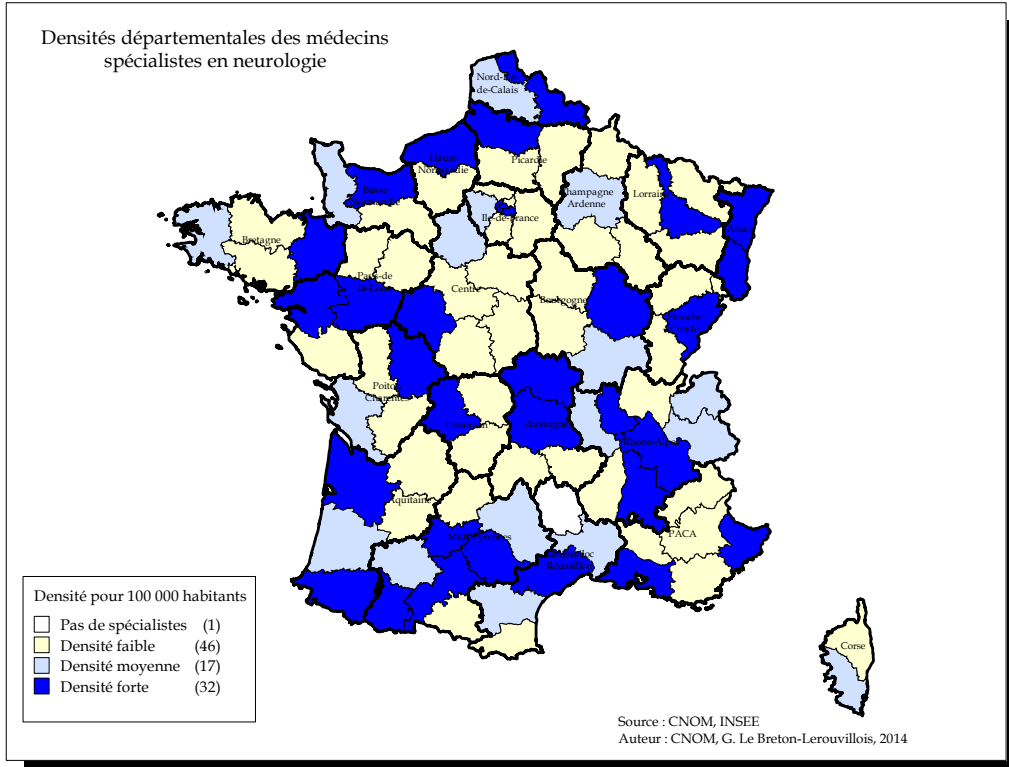 Densités départementales des médecins
spécialistes en neurologie
Nord-Pas-
de-Calais
Haute
Normandie
Picardie
Basse
Normandie
Ile-de-France
Champagne
Ardenne
Lorraine
Alsace
Bretagne
Pays-de
la-Loire
Centre
Bourgogne
Franche
Comte
Poitou
Charentes
Limousin
Auvergne
Rhone-Alpes
Aquitaine
Midi-Pyrenees
Languedoc
Roussillon
PACA
Corse
Densité pour 100 000 habitants
Pas de spécialistes (1)
Densité faible (46)
Densité moyenne (17)
Densité forte (32)
Source : CNOM, INSEE
Auteur : CNOM, G. Le Breton-Lerouvillois, 2014